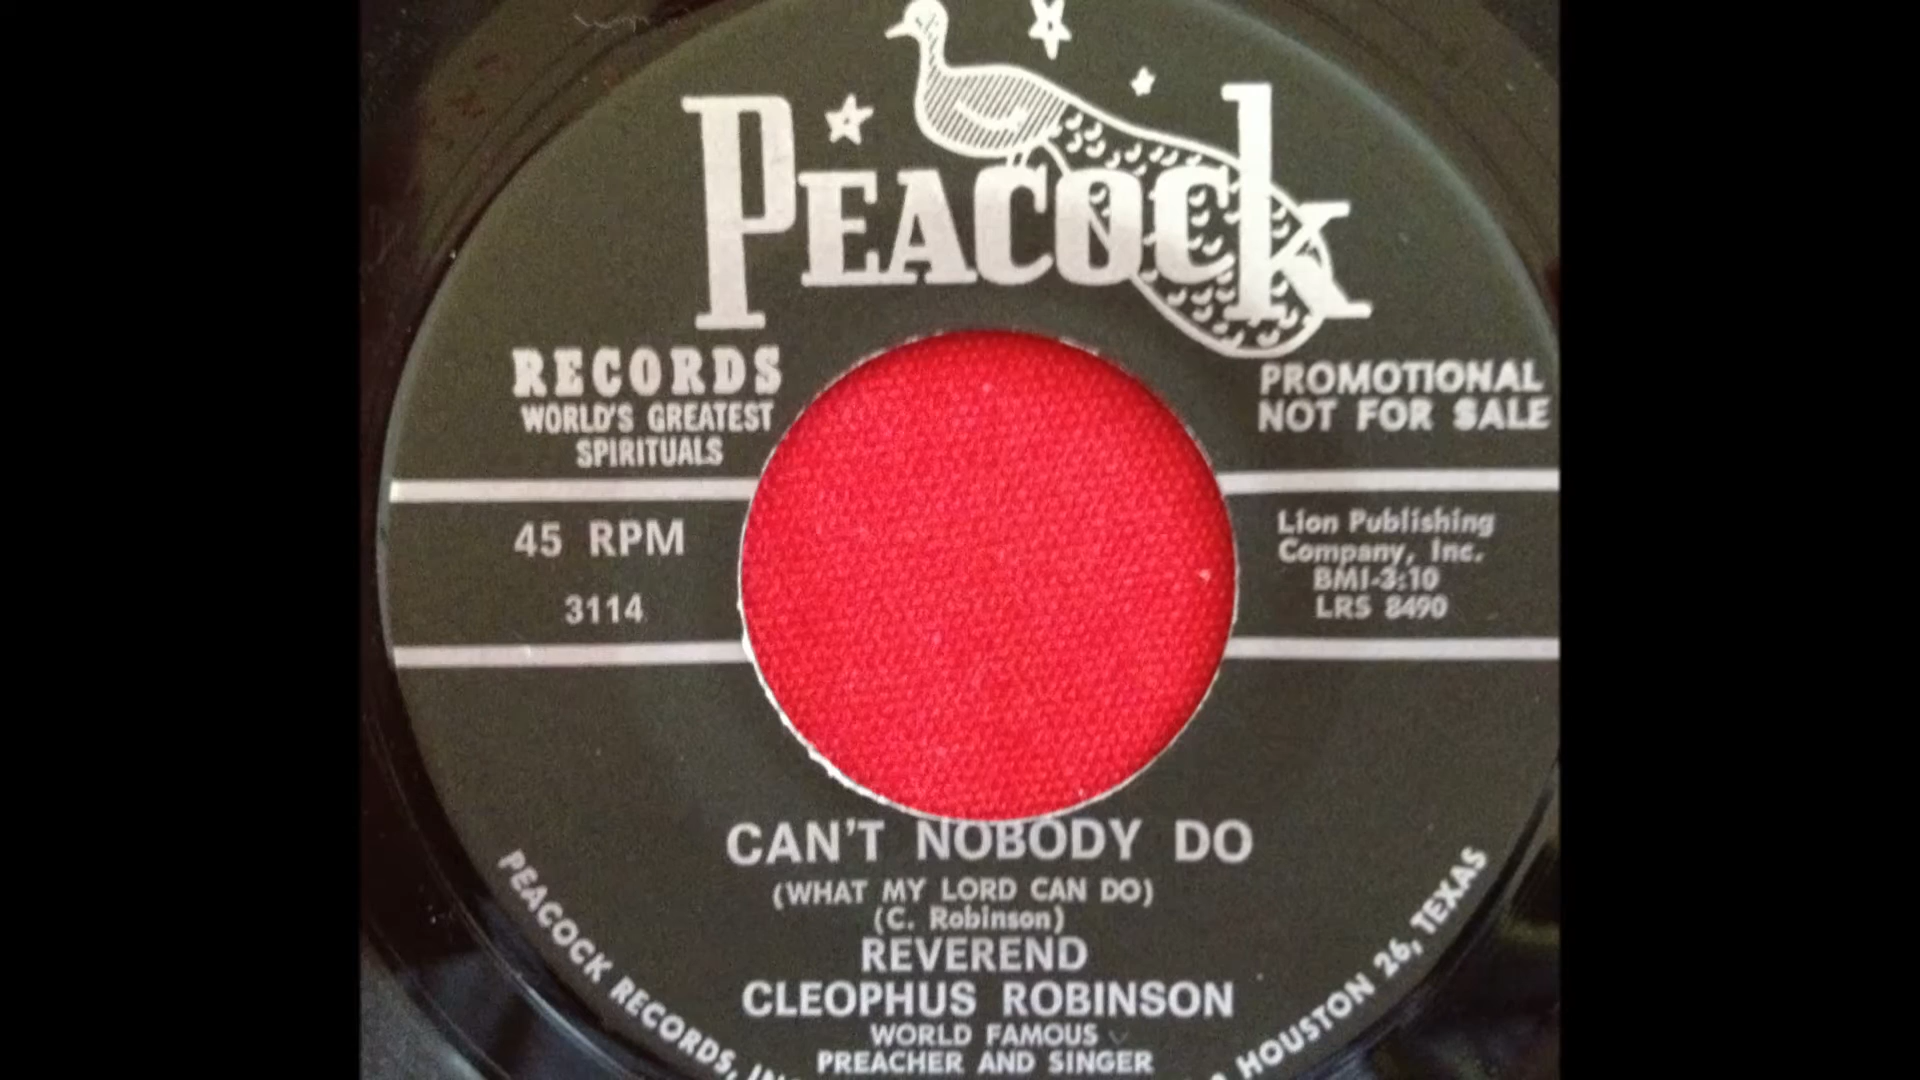 PEACOCK
RECORDS
WORLD'S GREATEST
SPIRITUALS
PROMOTIONAL
NOT FOR SALE
45 RPM
3114
Lion Publishing
Company, Inc.
BMI-3:10
LRS 8490
CAN'T NOBODY DO
(WHAT MY LORD CAN DO)
(C. Robinson)
REVEREND
CLEOPHUS ROBINSON
WORLD FAMOUS
PREACHER AND SINGER
PEACOCK RECORDS,
HOUSTON 26, TEXAS